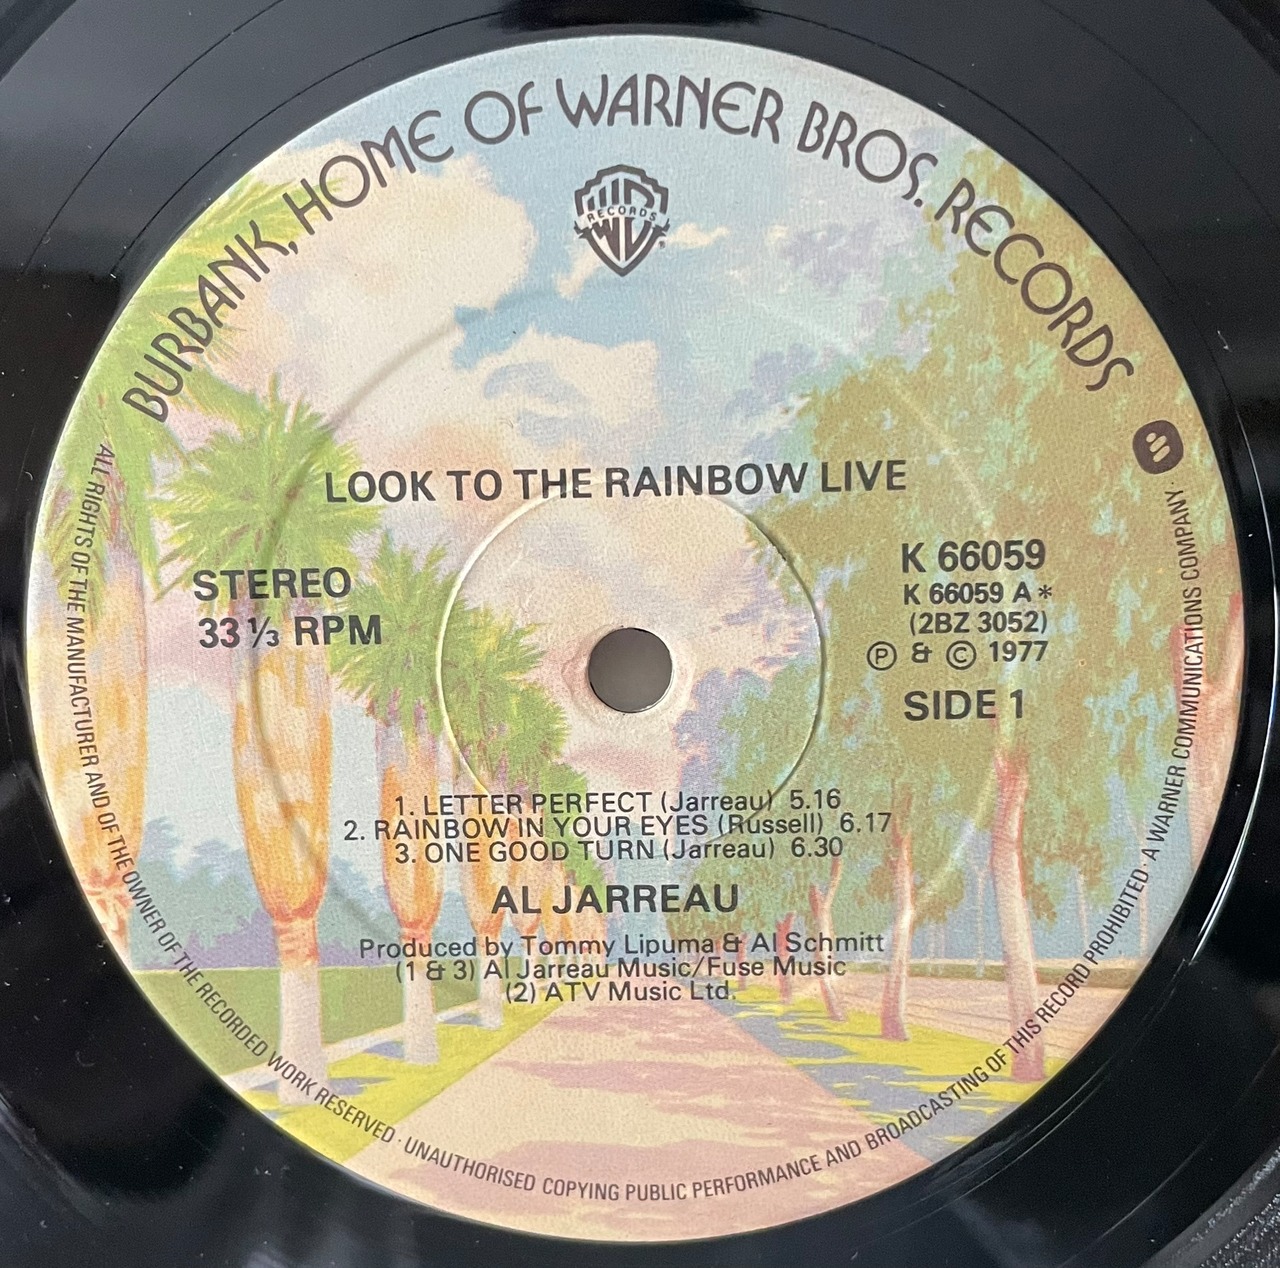 BURBANK, HOME OF WARNER BROS. RECORDS
RECORDS
LOOK TO THE RAINBOW LIVE
STEREO
33 ⅓ RPM
K 66059
K 66059 A*
(2BZ 3052)
Ⓟ & © 1977
SIDE 1
1. LETTER PERFECT (Jarreau) 5.16
2. RAINBOW IN YOUR EYES (Russell) 6.17
3. ONE GOOD TURN (Jarreau) 6.30
AL JARREAU
Produced by Tommy Lipuma & Al Schmitt
(1 & 3) Al Jarreau Music/Fuse Music
(2) ATV Music Ltd.
ALL RIGHTS OF THE MANUFACTURER AND OF THE OWNER OF THE RECORDED WORK RESERVED · UNAUTHORISED COPYING PUBLIC PERFORMANCE AND BROADCASTING OF THIS RECORD PROHIBITED · A WARNER COMMUNICATIONS COMPANY ·